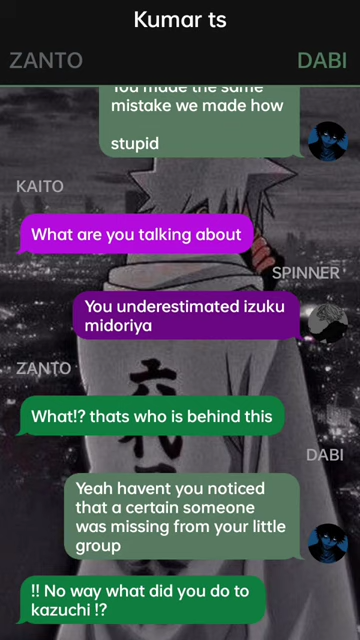 Kumar ts
ZANTO
DABI
You made the same
mistake we made how
stupid
KAITO
What are you talking about
SPINNER
You underestimated izuku
midoriya
ZANTO
What!? thats who is behind this
DABI
Yeah havent you noticed
that a certain someone
was missing from your little
group
!! No way what did you do to
kazuchi !?